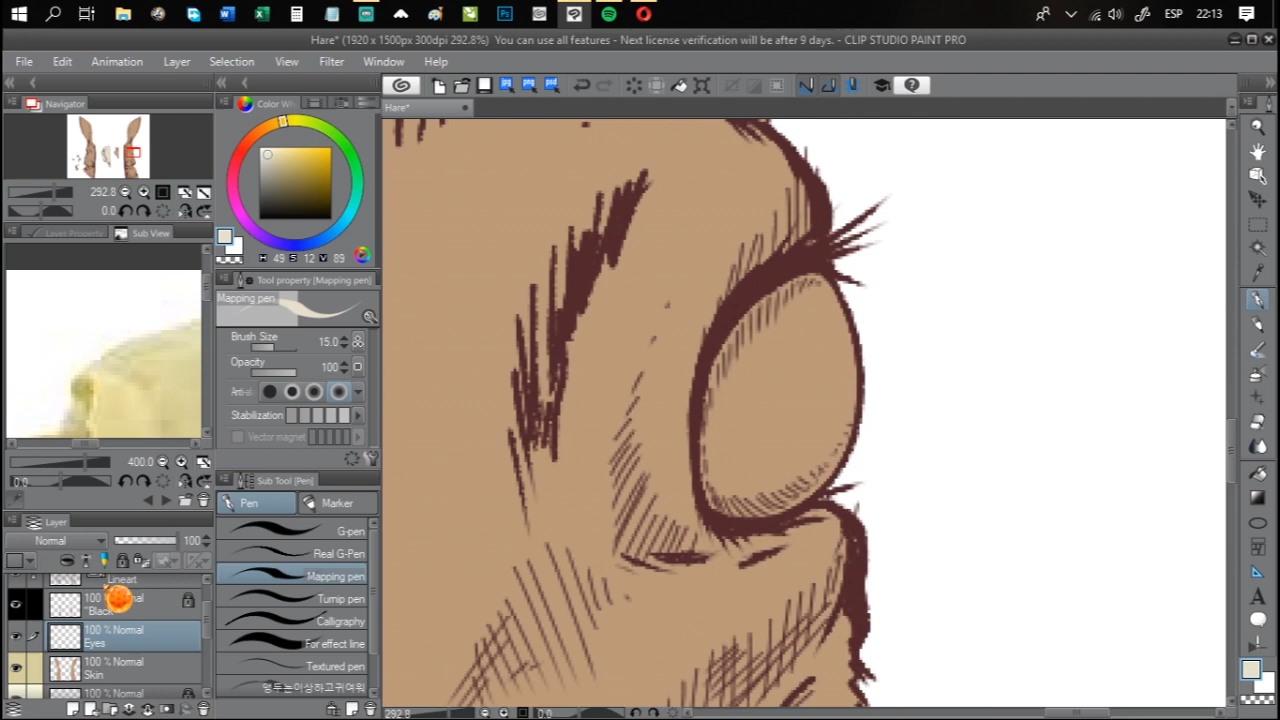 ESP 22:13
Hare* (1920 x 1500px 300dpi 292.8%) You can use all features - Next license verification will be after 9 days. - CLIP STUDIO PAINT PRO
File Edit Animation Layer Selection View Filter Window Help
Hare*
Navigator
292.8
0.0
Layer Property Sub View
400.0
0.0
Layer
Normal 100
Lineart
100 % Normal
"Black"
100 % Normal
Eyes
100 % Normal
Skin
100 % Normal
Color
H 49 S 12 V 89
Tool property [Mapping pen]
Mapping pen
Brush Size 15.0
Opacity 100
Anti-
Stabilization
Vector magnet
Sub Tool [Pen]
Pen Marker
G-pen
Real G-Pen
Mapping pen
Turnip pen
Calligraphy
For effect line
Textured pen
292.8 0.0